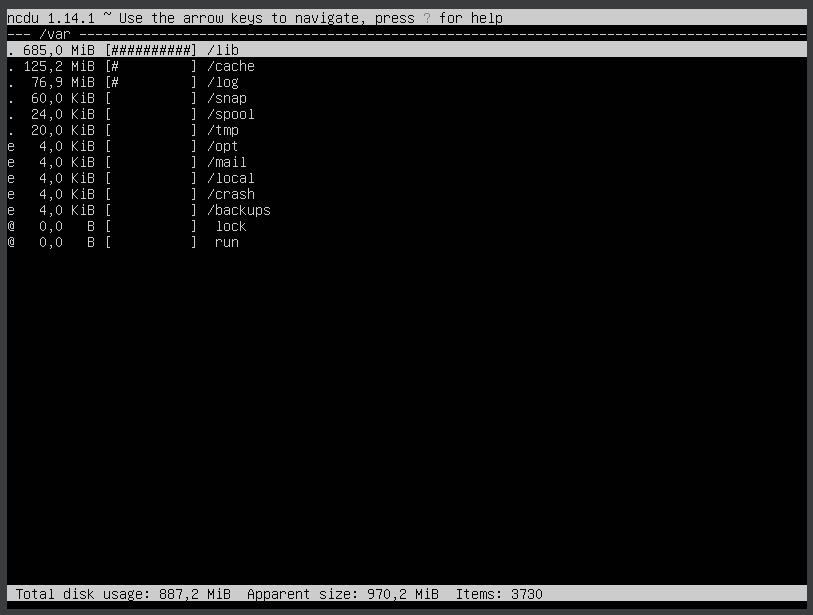 ncdu 1.14.1 ~ Use the arrow keys to navigate, press ? for help
--- /var -------------------------------------------------------------------------------------------
. 685,0 MiB [##########] /lib
. 125,2 MiB [#         ] /cache
.  76,9 MiB [#         ] /log
.  60,0 KiB [          ] /snap
.  24,0 KiB [          ] /spool
.  20,0 KiB [          ] /tmp
e   4,0 KiB [          ] /opt
e   4,0 KiB [          ] /mail
e   4,0 KiB [          ] /local
e   4,0 KiB [          ] /crash
e   4,0 KiB [          ] /backups
@   0,0   B [          ]  lock
@   0,0   B [          ]  run
Total disk usage: 887,2 MiB  Apparent size: 970,2 MiB  Items: 3730